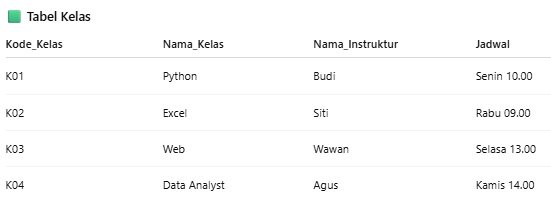 Tabel Kelas
Kode_Kelas Nama_Kelas Nama_Instruktur Jadwal
K01 Python Budi Senin 10.00
K02 Excel Siti Rabu 09.00
K03 Web Wawan Selasa 13.00
K04 Data Analyst Agus Kamis 14.00